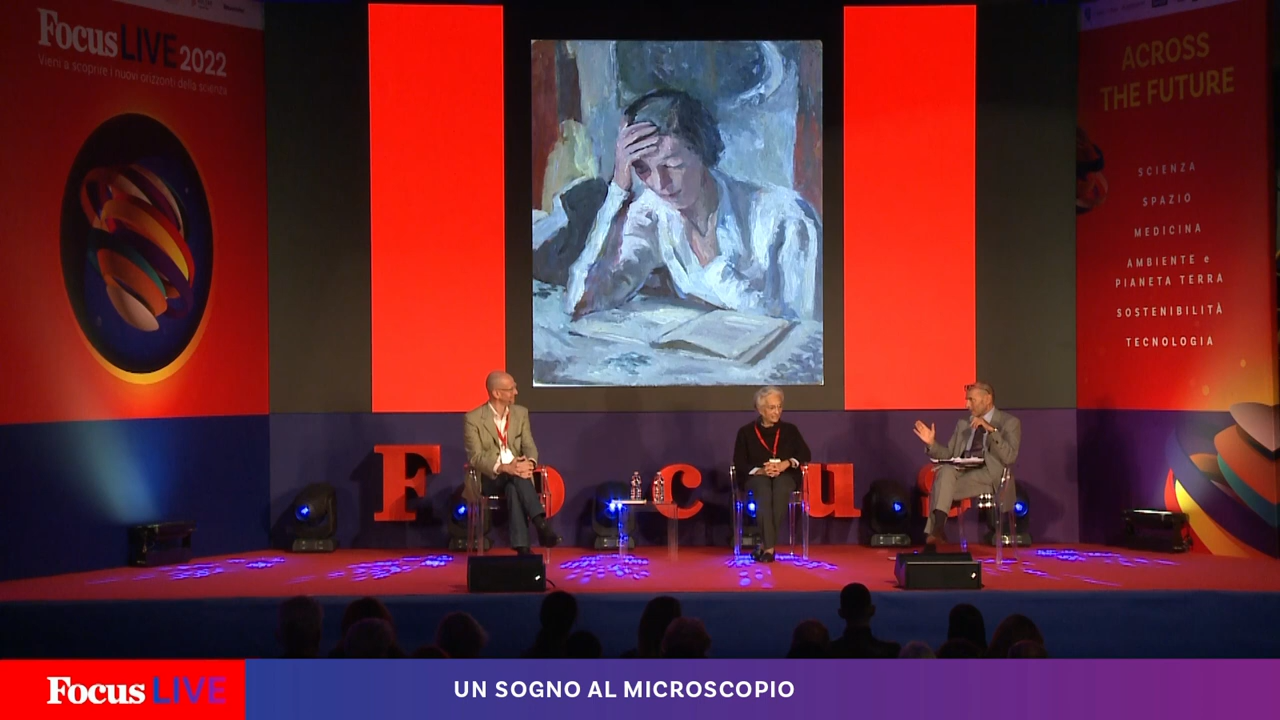 Focus LIVE 2022
Vieni a scoprire i nuovi orizzonti della scienza
ACROSS
THE FUTURE
SCIENZA
SPAZIO
MEDICINA
AMBIENTE e
PIANETA TERRA
SOSTENIBILITÀ
TECNOLOGIA
Focus
Focus LIVE
UN SOGNO AL MICROSCOPIO